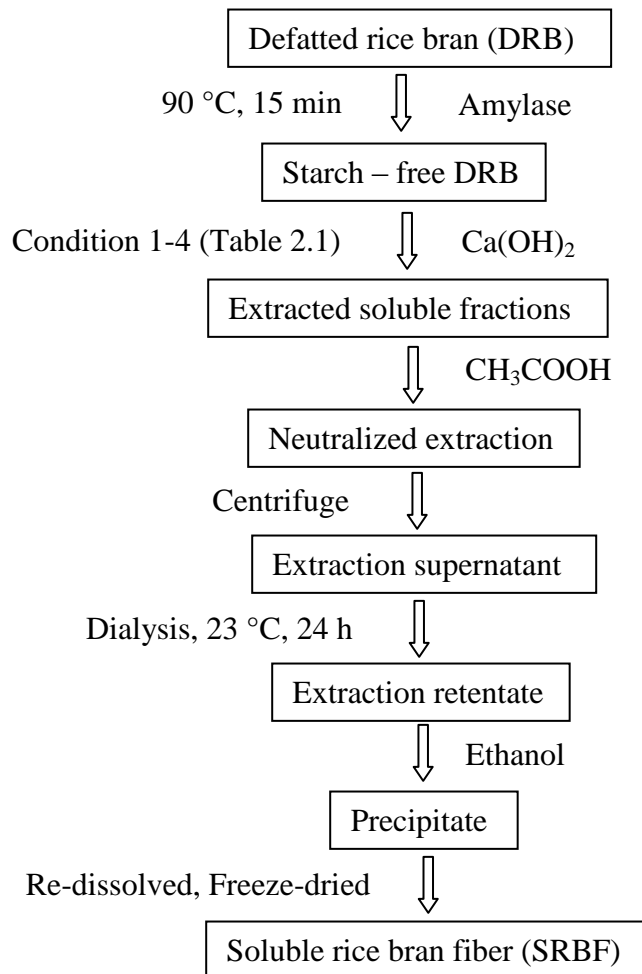 Defatted rice bran (DRB)
90 °C, 15 min Amylase
Starch – free DRB
Condition 1-4 (Table 2.1) Ca(OH)₂
Extracted soluble fractions
CH₃COOH
Neutralized extraction
Centrifuge
Extraction supernatant
Dialysis, 23 °C, 24 h
Extraction retentate
Ethanol
Precipitate
Re-dissolved, Freeze-dried
Soluble rice bran fiber (SRBF)